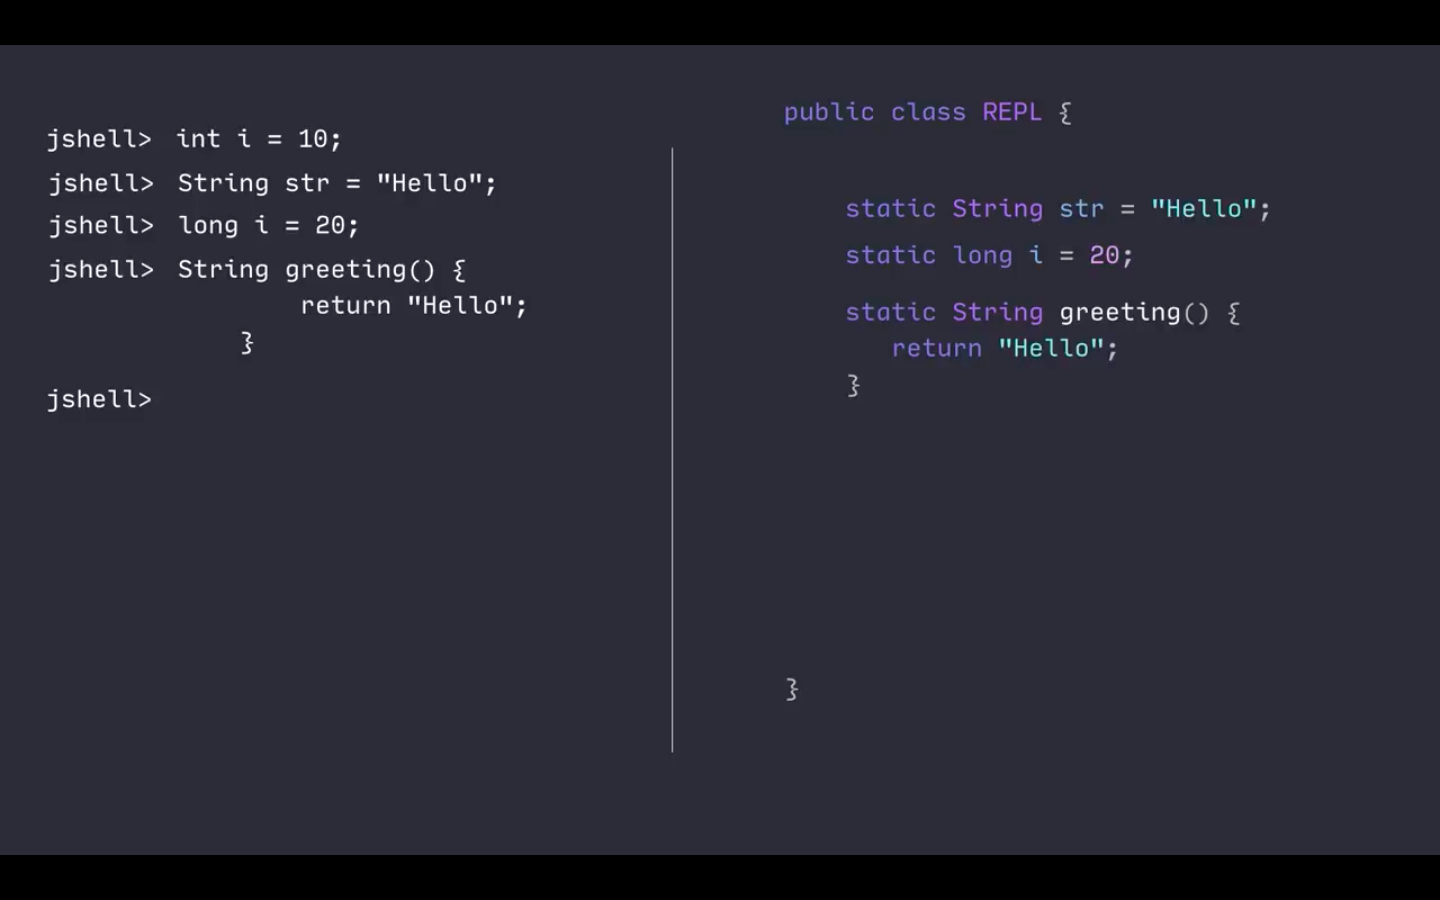 jshell> int i = 10;
jshell> String str = "Hello";
jshell> long i = 20;
jshell> String greeting() {
return "Hello";
}
jshell>
public class REPL {
static String str = "Hello";
static long i = 20;
static String greeting() {
return "Hello";
}
}